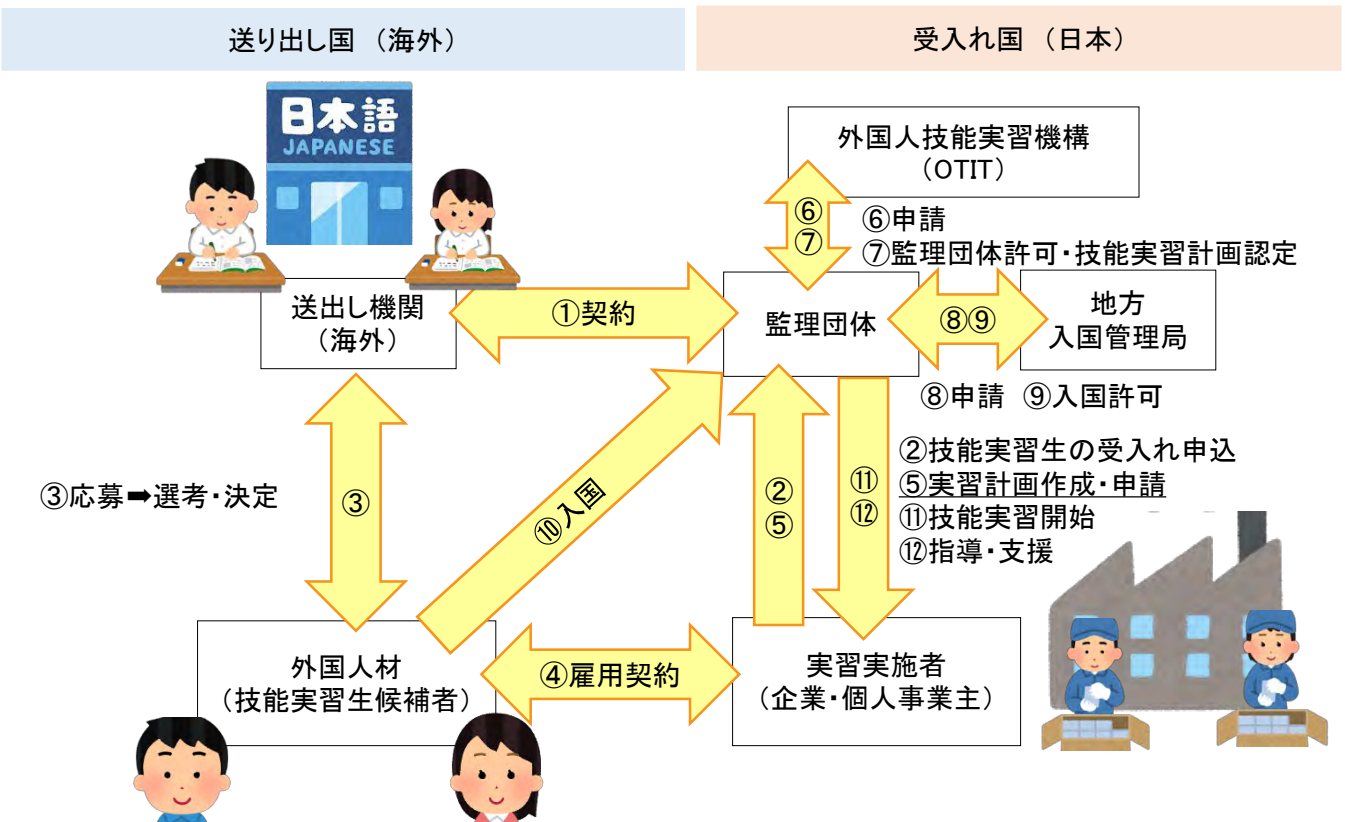 送り出し国 （海外）
受入れ国 （日本）
日本語
JAPANESE
外国人技能実習機構
（OTIT）
⑥
⑦
⑥申請
⑦監理団体許可・技能実習計画認定
送出し機関
（海外）
①契約
監理団体
⑧⑨
地方
入国管理局
⑧申請 ⑨入国許可
③応募➡選考・決定
③
⑩入国
②
⑤
⑪
⑫
②技能実習生の受入れ申込
⑤実習計画作成・申請
⑪技能実習開始
⑫指導・支援
外国人材
（技能実習生候補者）
④雇用契約
実習実施者
（企業・個人事業主）